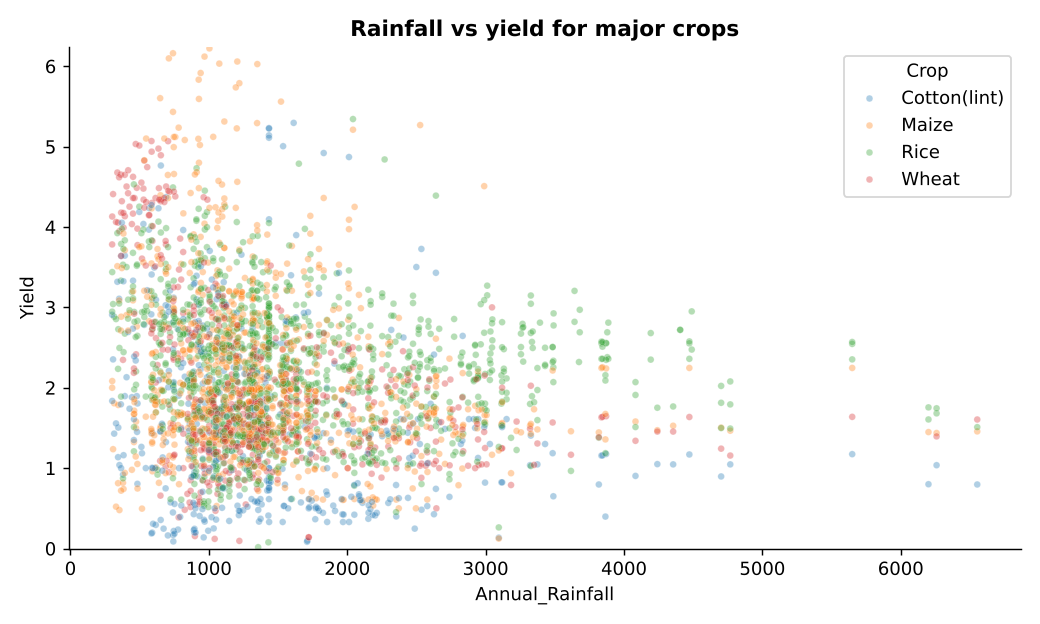 Rainfall vs yield for major crops
Crop
Cotton(lint)
Maize
Rice
Wheat
Yield
6
5
4
3
2
1
0
0 1000 2000 3000 4000 5000 6000
Annual_Rainfall